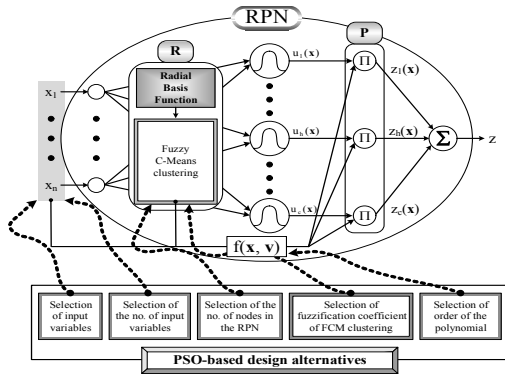 RPN
R
P
Radial
Basis
Function
Fuzzy
C-Means
clustering
x1
xn
u1(x)
uh(x)
uc(x)
Π
Π
Π
z1(x)
zh(x)
zc(x)
Σ
z
f(x, v)
Selection
of input
variables
Selection of
the no. of input
variables
Selection of the
no. of nodes in
the RPN
Selection of
fuzzification coefficient
of FCM clustering
Selection of
order of the
polynomial
PSO-based design alternatives